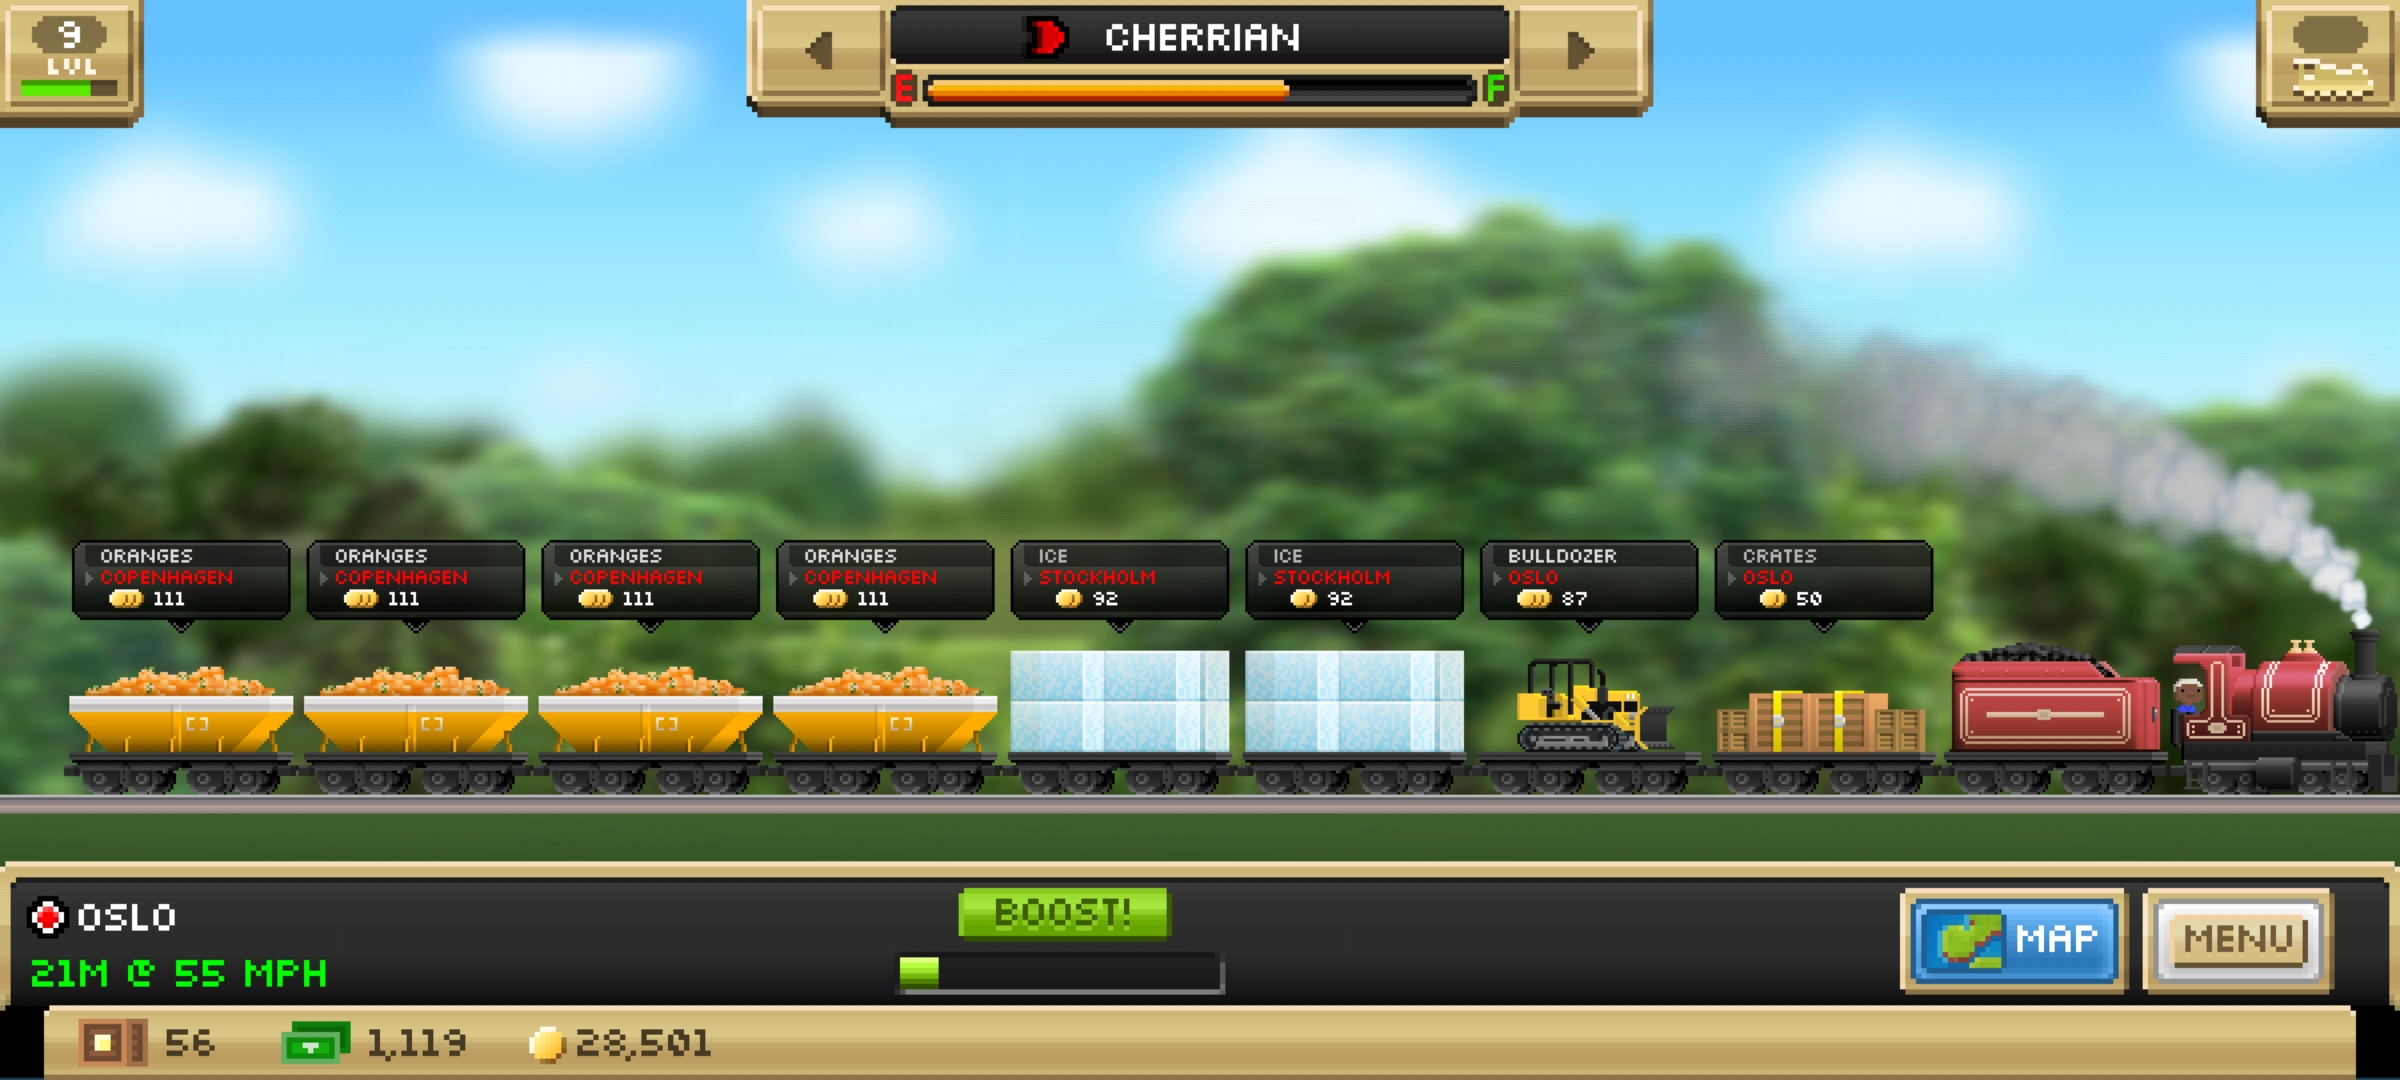 9
LVL
CHERRIAN
E F
ORANGES
COPENHAGEN
111
ORANGES
COPENHAGEN
111
ORANGES
COPENHAGEN
111
ORANGES
COPENHAGEN
111
ICE
STOCKHOLM
92
ICE
STOCKHOLM
92
BULLDOZER
OSLO
87
CRATES
OSLO
50
OSLO
21M @ 55 MPH
BOOST!
MAP
MENU
56 1,119 28,501